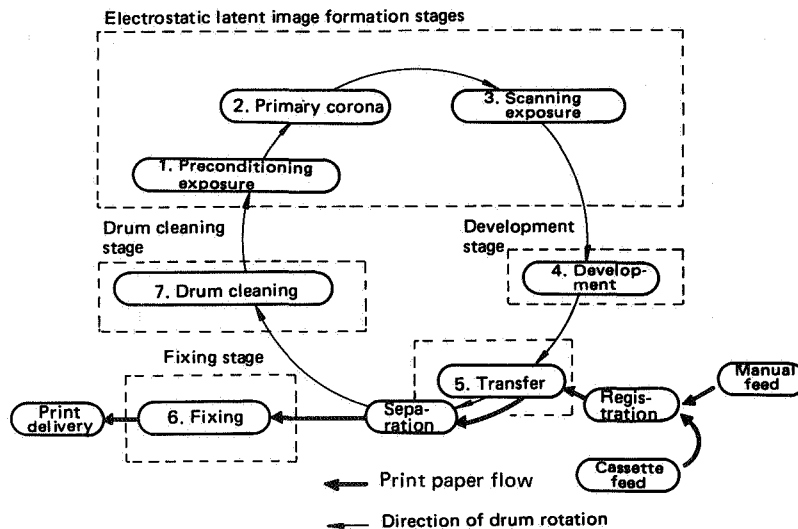 Electrostatic latent image formation stages
2. Primary corona
3. Scanning
exposure
1. Preconditioning
exposure
Drum cleaning
stage
Development
stage
7. Drum cleaning
4. Develop-
ment
Fixing stage
5. Transfer
Manual
feed
Print
delivery
6. Fixing
Sepa-
ration
Regis-
tration
Cassette
feed
Print paper flow
Direction of drum rotation